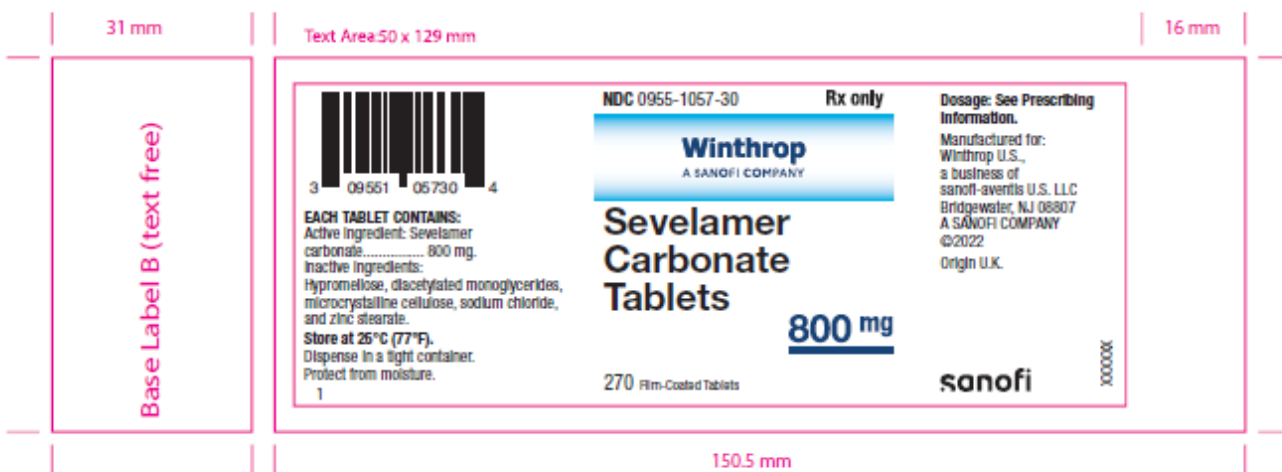 31 mm
Text Area:50 x 129 mm
16 mm
Base Label B (text free)
3 09551 05730 4
EACH TABLET CONTAINS:
Active Ingredient: Sevelamer
carbonate................ 800 mg.
Inactive Ingredients:
Hypromellose, diacetylated monoglycerides,
microcrystalline cellulose, sodium chloride,
and zinc stearate.
Store at 25°C (77°F).
Dispense in a tight container.
Protect from moisture.
1
NDC 0955-1057-30 Rx only
Winthrop
A SANOFI COMPANY
Sevelamer
Carbonate
Tablets
800 mg
270 Film-Coated Tablets
Dosage: See Prescribing
Information.
Manufactured for:
Winthrop U.S.,
a business of
sanofi-aventis U.S. LLC
Bridgewater, NJ 08807
A SANOFI COMPANY
©2022
Origin U.K.
sanofi
XXXXXX
150.5 mm